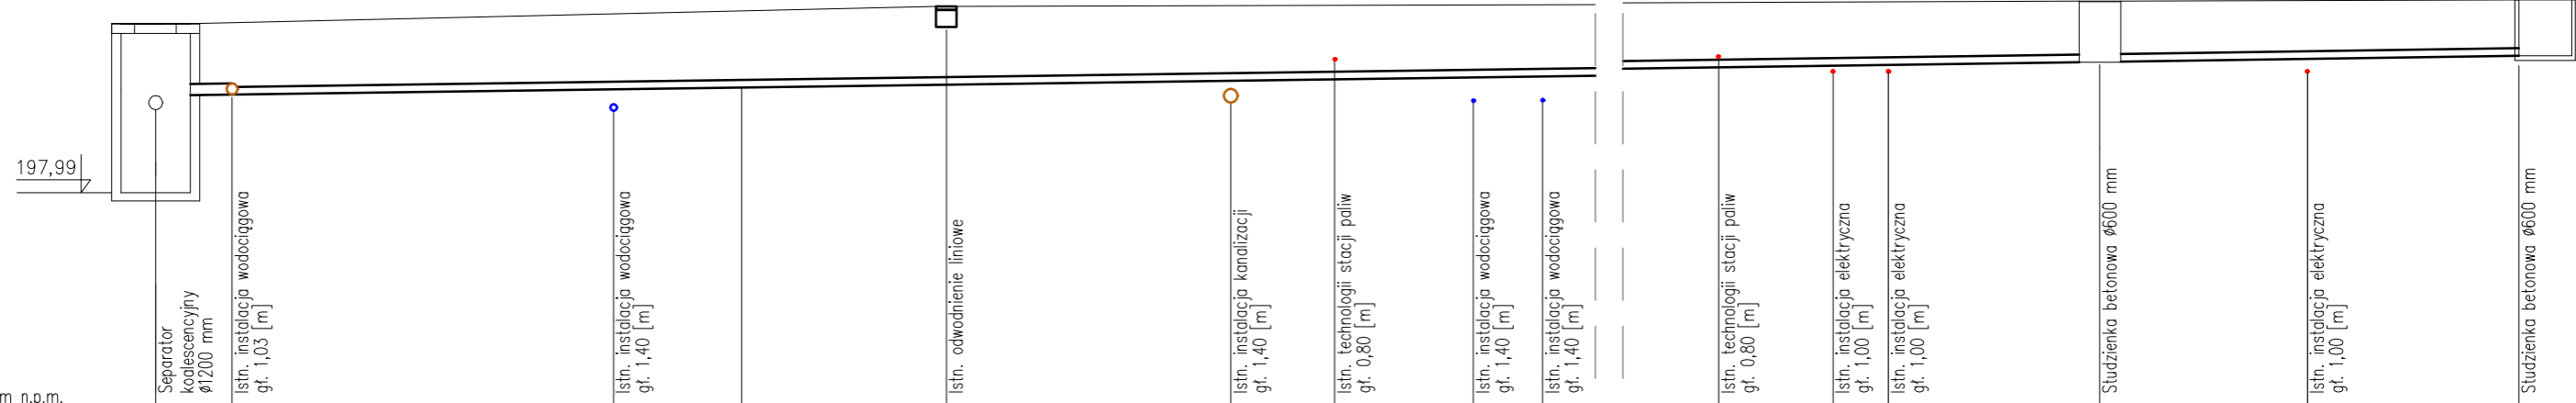 197,99
m n.p.m.
Separator
koalescencyjny
ø1200 mm
Istn. instalacja wodociągowa
gł. 1,03 [m]
Istn. instalacja wodociągowa
gł. 1,40 [m]
Istn. odwodnienie liniowe
Istn. instalacja kanalizacji
gł. 1,40 [m]
Istn. technologii stacji paliw
gł. 0,80 [m]
Istn. instalacja wodociągowa
gł. 1,40 [m]
Istn. instalacja wodociągowa
gł. 1,40 [m]
Istn. technologii stacji paliw
gł. 0,80 [m]
Istn. instalacja elektryczna
gł. 1,00 [m]
Istn. instalacja elektryczna
gł. 1,00 [m]
Studzienka betonowa ø600 mm
Istn. instalacja elektryczna
gł. 1,00 [m]
Studzienka betonowa ø600 mm